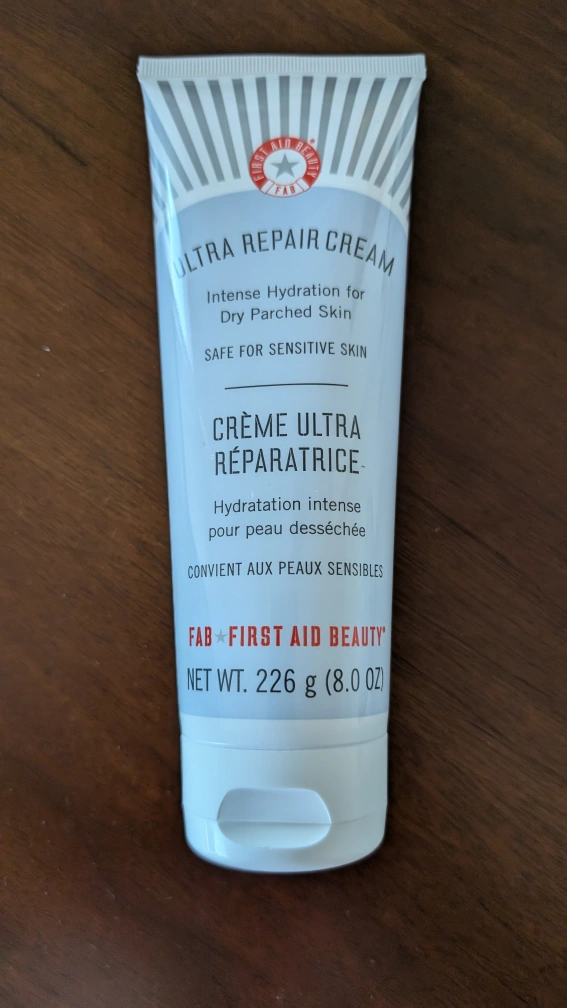 FIRST AID BEAUTY®
FAB
ULTRA REPAIR CREAM
Intense Hydration for
Dry Parched Skin
SAFE FOR SENSITIVE SKIN
CRÈME ULTRA
RÉPARATRICE
Hydratation intense
pour peau desséchée
CONVIENT AUX PEAUX SENSIBLES
FAB★FIRST AID BEAUTY®
NET WT. 226 g (8.0 OZ)